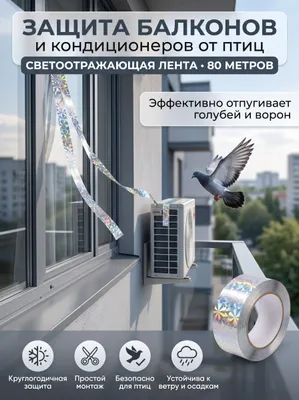 ЗАЩИТА БАЛКОНОВ
и КОНДИЦИОНЕРОВ ОТ ПТИЦ
СВЕТООТРАЖАЮЩАЯ ЛЕНТА • 80 МЕТРОВ
Эффективно отпугивает
голубей и ворон
Круглогодичная
защита
Простой
монтаж
Безопасно
для птиц
Устойчива к
ветру и осадкам